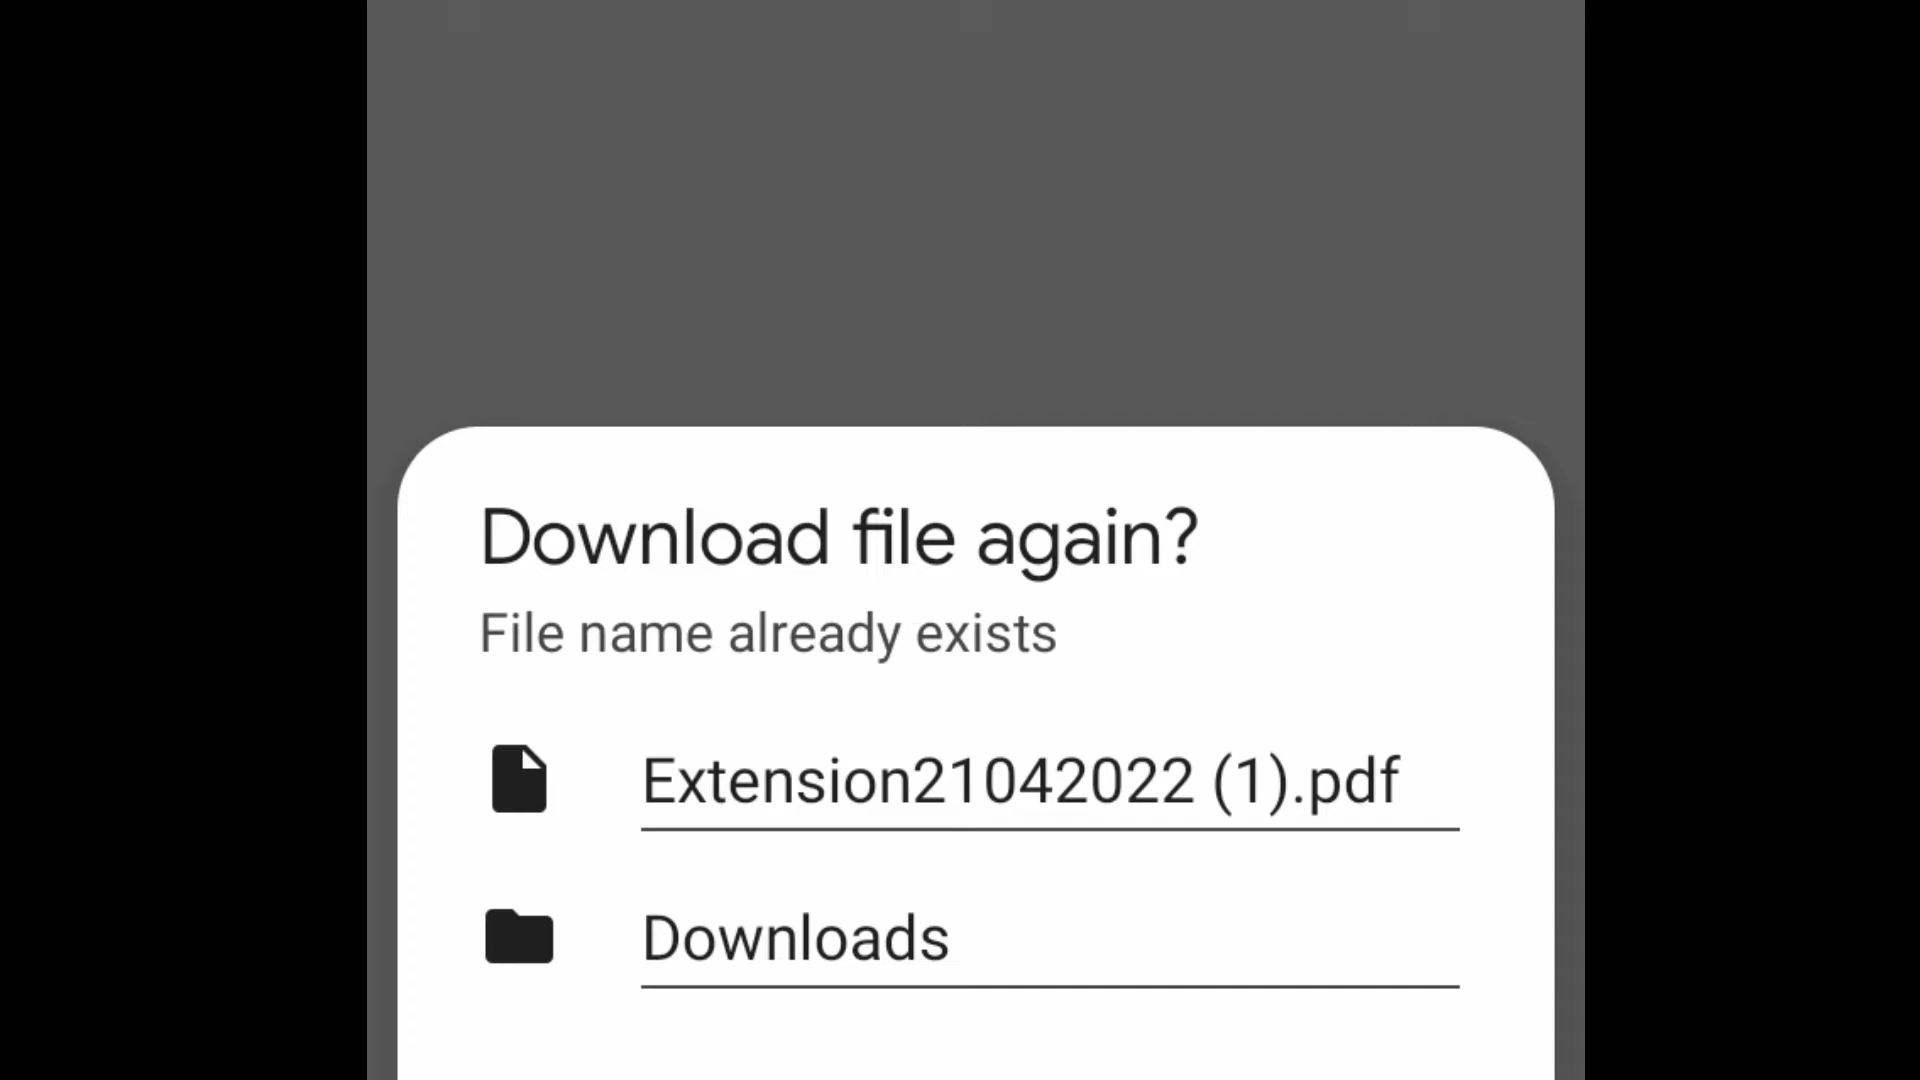 Download file again?
File name already exists
Extension21042022 (1).pdf
Downloads